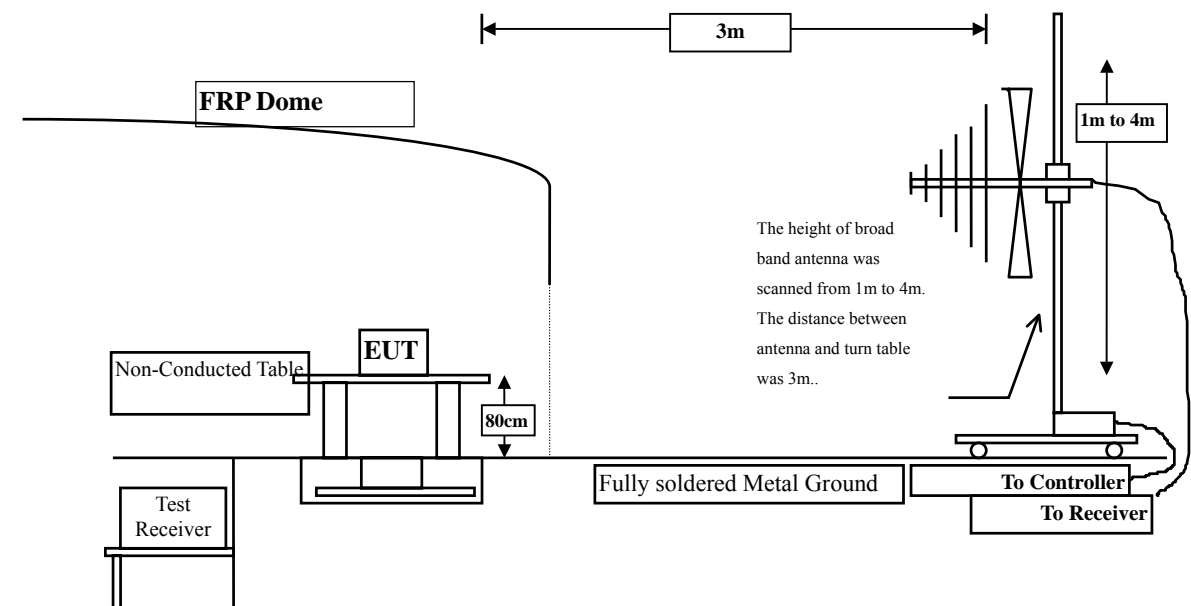 3m
FRP Dome
1m to 4m
The height of broad
band antenna was
scanned from 1m to 4m.
The distance between
antenna and turn table
was 3m..
EUT
Non-Conducted Table
80cm
Fully soldered Metal Ground
To Controller
To Receiver
Test
Receiver